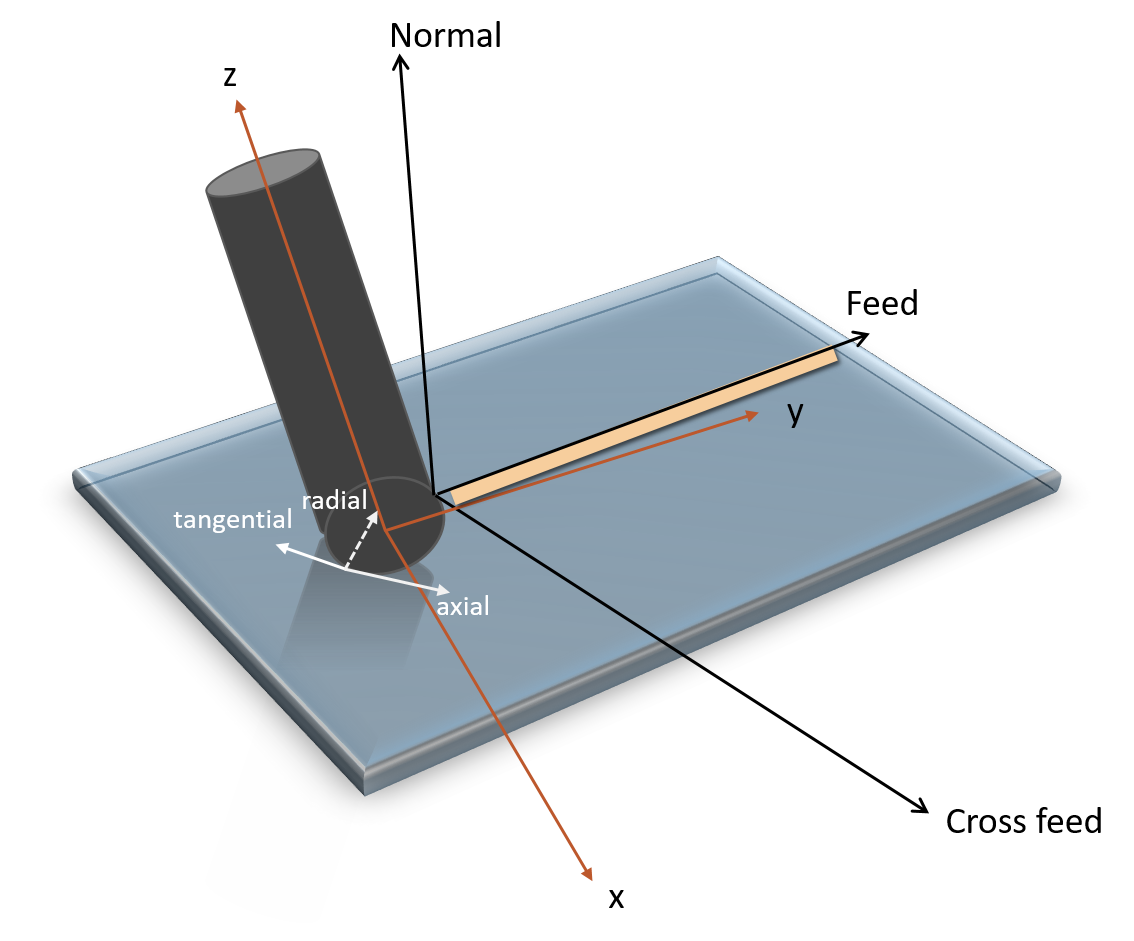 Normal
z
Feed
y
radial
tangential
axial
Cross feed
x